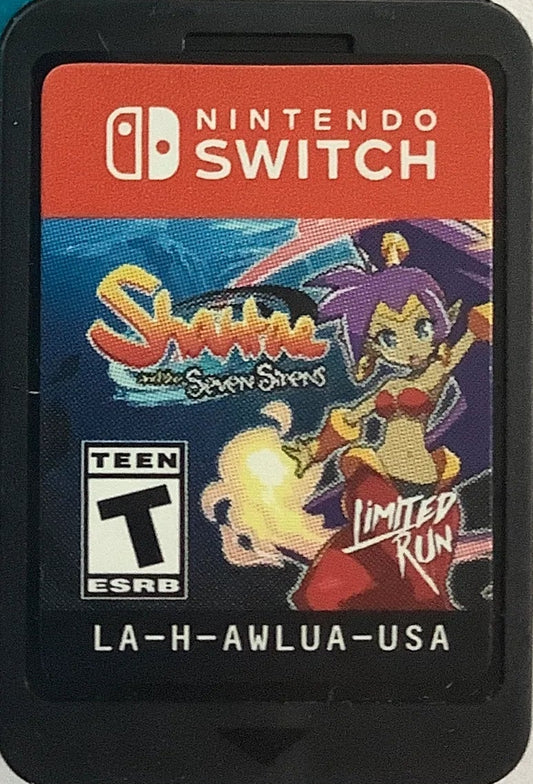 NINTENDO
SWITCH
Shantae
and the Seven Sirens
TEEN
T
ESRB
LIMITED
RUN
LA-H-AWLUA-USA